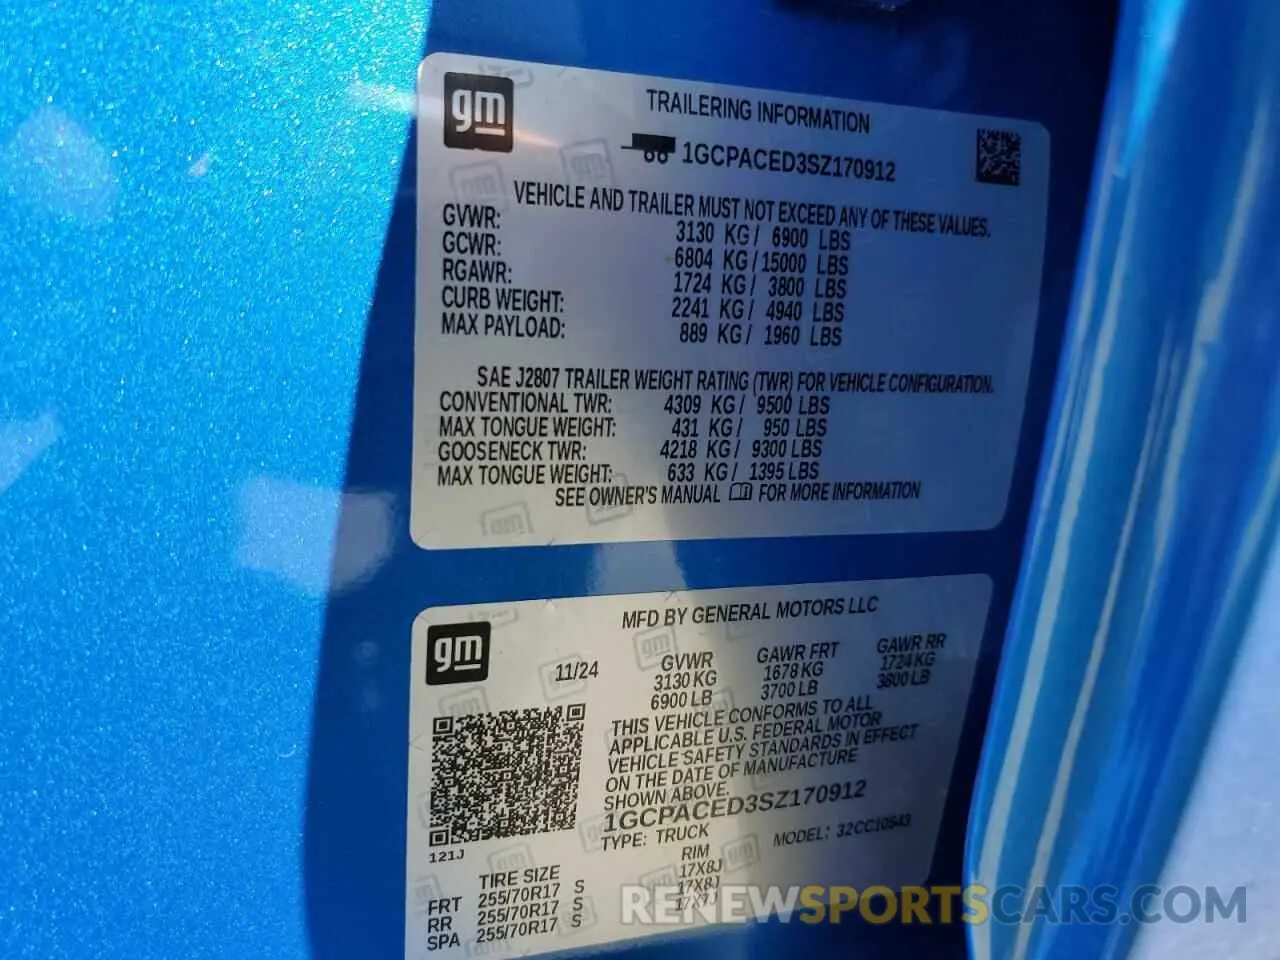 gm
TRAILERING INFORMATION
1GCPACED3SZ170912
VEHICLE AND TRAILER MUST NOT EXCEED ANY OF THESE VALUES.
GVWR: 3130 KG / 6900 LBS
GCWR: 6804 KG / 15000 LBS
RGAWR: 1724 KG / 3800 LBS
CURB WEIGHT: 2241 KG / 4940 LBS
MAX PAYLOAD: 889 KG / 1960 LBS
SAE J2807 TRAILER WEIGHT RATING (TWR) FOR VEHICLE CONFIGURATION.
CONVENTIONAL TWR: 4309 KG / 9500 LBS
MAX TONGUE WEIGHT: 431 KG / 950 LBS
GOOSENECK TWR: 4218 KG / 9300 LBS
MAX TONGUE WEIGHT: 633 KG / 1395 LBS
SEE OWNER'S MANUAL FOR MORE INFORMATION
gm
MFD BY GENERAL MOTORS LLC
11/24 GVWR GAWR FRT GAWR RR
3130 KG 1678 KG 1724 KG
6900 LB 3700 LB 3800 LB
THIS VEHICLE CONFORMS TO ALL
APPLICABLE U.S. FEDERAL MOTOR
VEHICLE SAFETY STANDARDS IN EFFECT
ON THE DATE OF MANUFACTURE
SHOWN ABOVE.
1GCPACED3SZ170912
TYPE: TRUCK MODEL: 32CC10543
121J
TIRE SIZE RIM
FRT 255/70R17 S 17X8J
RR 255/70R17 S 17X8J
SPA 255/70R17 S 17X7J
RENEWSPORTSCARS.COM